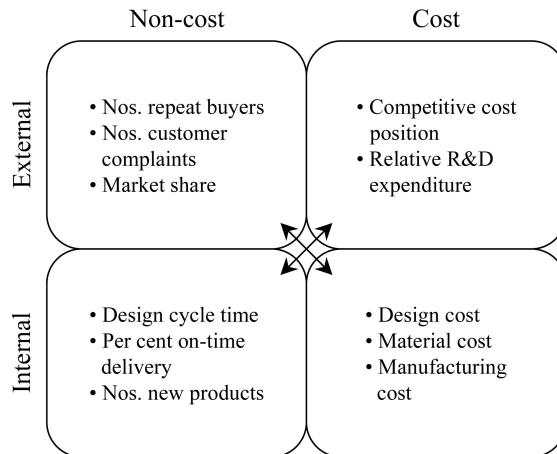 Non-cost
Cost
External
• Nos. repeat buyers
• Nos. customer
complaints
• Market share
• Competitive cost
position
• Relative R&D
expenditure
Internal
• Design cycle time
• Per cent on-time
delivery
• Nos. new products
• Design cost
• Material cost
• Manufacturing
cost